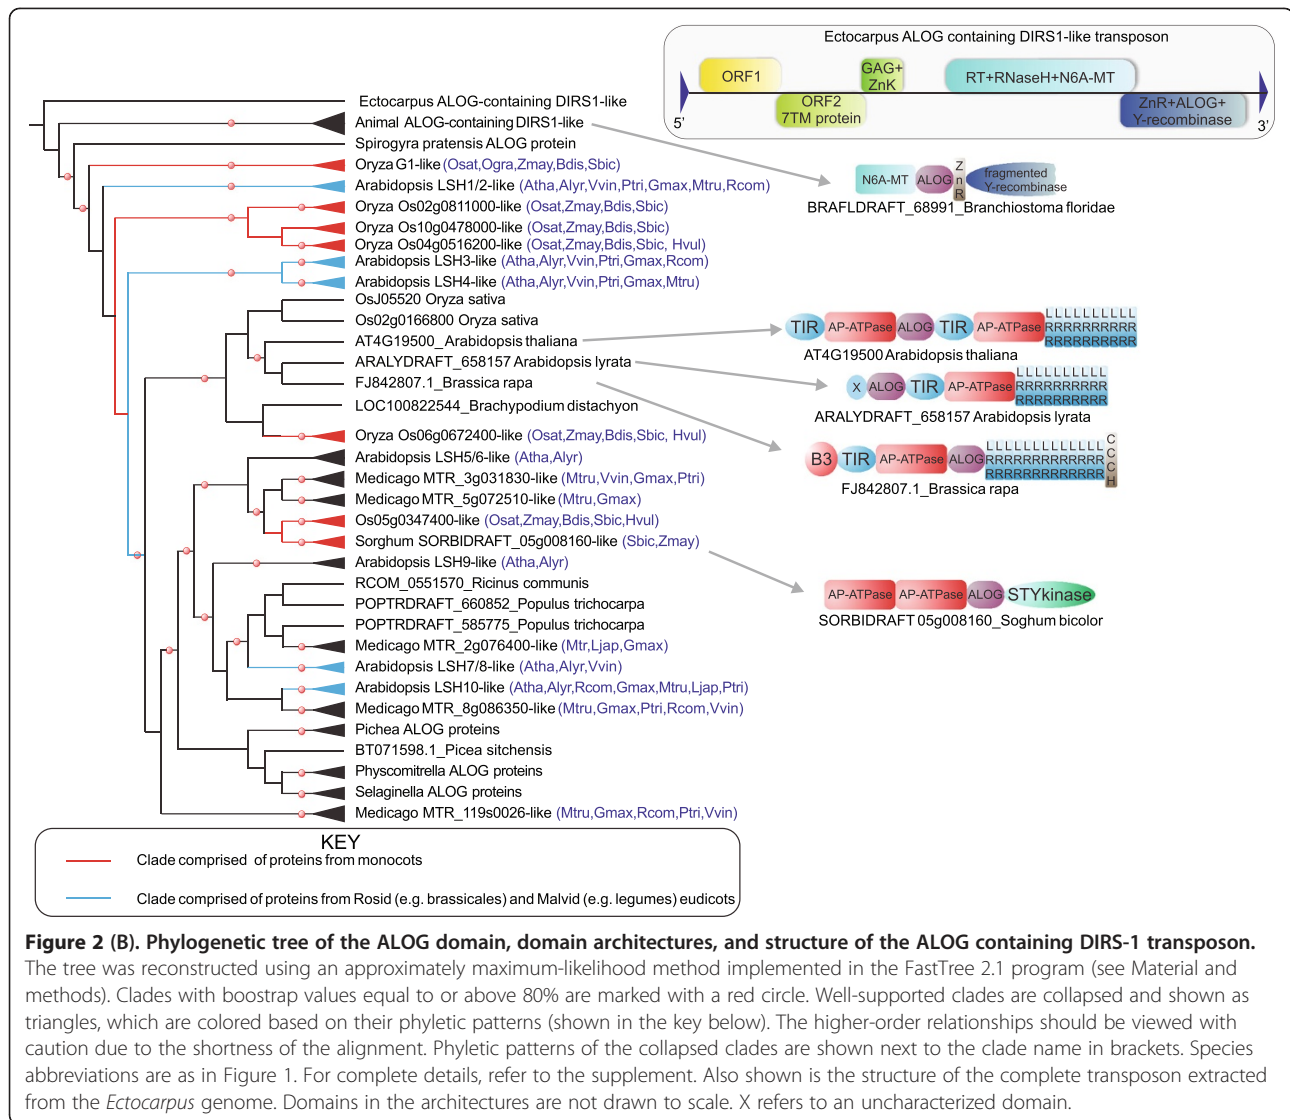 Ectocarpus ALOG containing DIRS1-like transposon
ORF1
ORF2
7TM protein
GAG+
ZnK
RT+RNaseH+N6A-MT
ZnR+ALOG+
Y-recombinase
5'
3'
Ectocarpus ALOG-containing DIRS1-like
Animal ALOG-containing DIRS1-like
Spirogyra pratensis ALOG protein
Oryza G1-like (Osat,Ogra,Zmay,Bdis,Sbic)
Arabidopsis LSH1/2-like (Atha,Alyr,Vvin,Ptri,Gmax,Mtru,Rcom)
Oryza Os02g0811000-like (Osat,Zmay,Bdis,Sbic)
Oryza Os10g0478000-like (Osat,Zmay,Bdis,Sbic)
Oryza Os04g0516200-like (Osat,Zmay,Bdis,Sbic, Hvul)
Arabidopsis LSH3-like (Atha,Alyr,Vvin,Ptri,Gmax,Rcom)
Arabidopsis LSH4-like (Atha,Alyr,Vvin,Ptri,Gmax,Mtru)
OsJ05520 Oryza sativa
Os02g0166800 Oryza sativa
AT4G19500_Arabidopsis thaliana
ARALYDRAFT_658157 Arabidopsis lyrata
FJ842807.1_Brassica rapa
LOC100822544_Brachypodium distachyon
Oryza Os06g0672400-like (Osat,Zmay,Bdis,Sbic, Hvul)
Arabidopsis LSH5/6-like (Atha,Alyr)
Medicago MTR_3g031830-like (Mtru,Vvin,Gmax,Ptri)
Medicago MTR_5g072510-like (Mtru,Gmax)
Os05g0347400-like (Osat,Zmay,Bdis,Sbic,Hvul)
Sorghum SORBIDRAFT_05g008160-like (Sbic,Zmay)
Arabidopsis LSH9-like (Atha,Alyr)
RCOM_0551570_Ricinus communis
POPTRDRAFT_660852_Populus trichocarpa
POPTRDRAFT_585775_Populus trichocarpa
Medicago MTR_2g076400-like (Mtr,Ljap,Gmax)
Arabidopsis LSH7/8-like (Atha,Alyr,Vvin)
Arabidopsis LSH10-like (Atha,Alyr,Rcom,Gmax,Mtru,Ljap,Ptri)
Medicago MTR_8g086350-like (Mtru,Gmax,Ptri,Rcom,Vvin)
Pichea ALOG proteins
BT071598.1_Picea sitchensis
Physcomitrella ALOG proteins
Selaginella ALOG proteins
Medicago MTR_119s0026-like (Mtru,Gmax,Rcom,Ptri,Vvin)
N6A-MT ALOG ZnR fragmented
Y-recombinase
BRAFLDRAFT_68991_Branchiostoma floridae
TIR AP-ATPase ALOG TIR AP-ATPase LLLLLLLLLL
RRRRRRRRRR
RRRRRRRRRR
AT4G19500 Arabidopsis thaliana
X ALOG TIR AP-ATPase LLLLLLLLLL
RRRRRRRRRR
RRRRRRRRRR
ARALYDRAFT_658157 Arabidopsis lyrata
B3 TIR AP-ATPase ALOG LLLLLLLLLL CCCH
RRRRRRRRRR
RRRRRRRRRR
FJ842807.1_Brassica rapa
AP-ATPase AP-ATPase ALOG STYkinase
SORBIDRAFT 05g008160_Soghum bicolor
KEY
Clade comprised of proteins from monocots
Clade comprised of proteins from Rosid (e.g. brassicales) and Malvid (e.g. legumes) eudicots
Figure 2 (B). Phylogenetic tree of the ALOG domain, domain architectures, and structure of the ALOG containing DIRS-1 transposon.
The tree was reconstructed using an approximately maximum-likelihood method implemented in the FastTree 2.1 program (see Material and
methods). Clades with boostrap values equal to or above 80% are marked with a red circle. Well-supported clades are collapsed and shown as
triangles, which are colored based on their phyletic patterns (shown in the key below). The higher-order relationships should be viewed with
caution due to the shortness of the alignment. Phyletic patterns of the collapsed clades are shown next to the clade name in brackets. Species
abbreviations are as in Figure 1. For complete details, refer to the supplement. Also shown is the structure of the complete transposon extracted
from the Ectocarpus genome. Domains in the architectures are not drawn to scale. X refers to an uncharacterized domain.